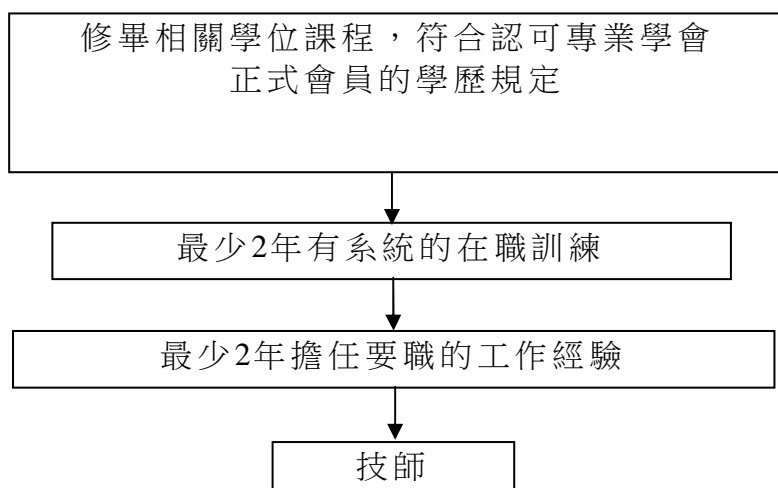 修畢相關學位課程，符合認可專業學會
正式會員的學歷規定
最少2年有系統的在職訓練
最少2年擔任要職的工作經驗
技師